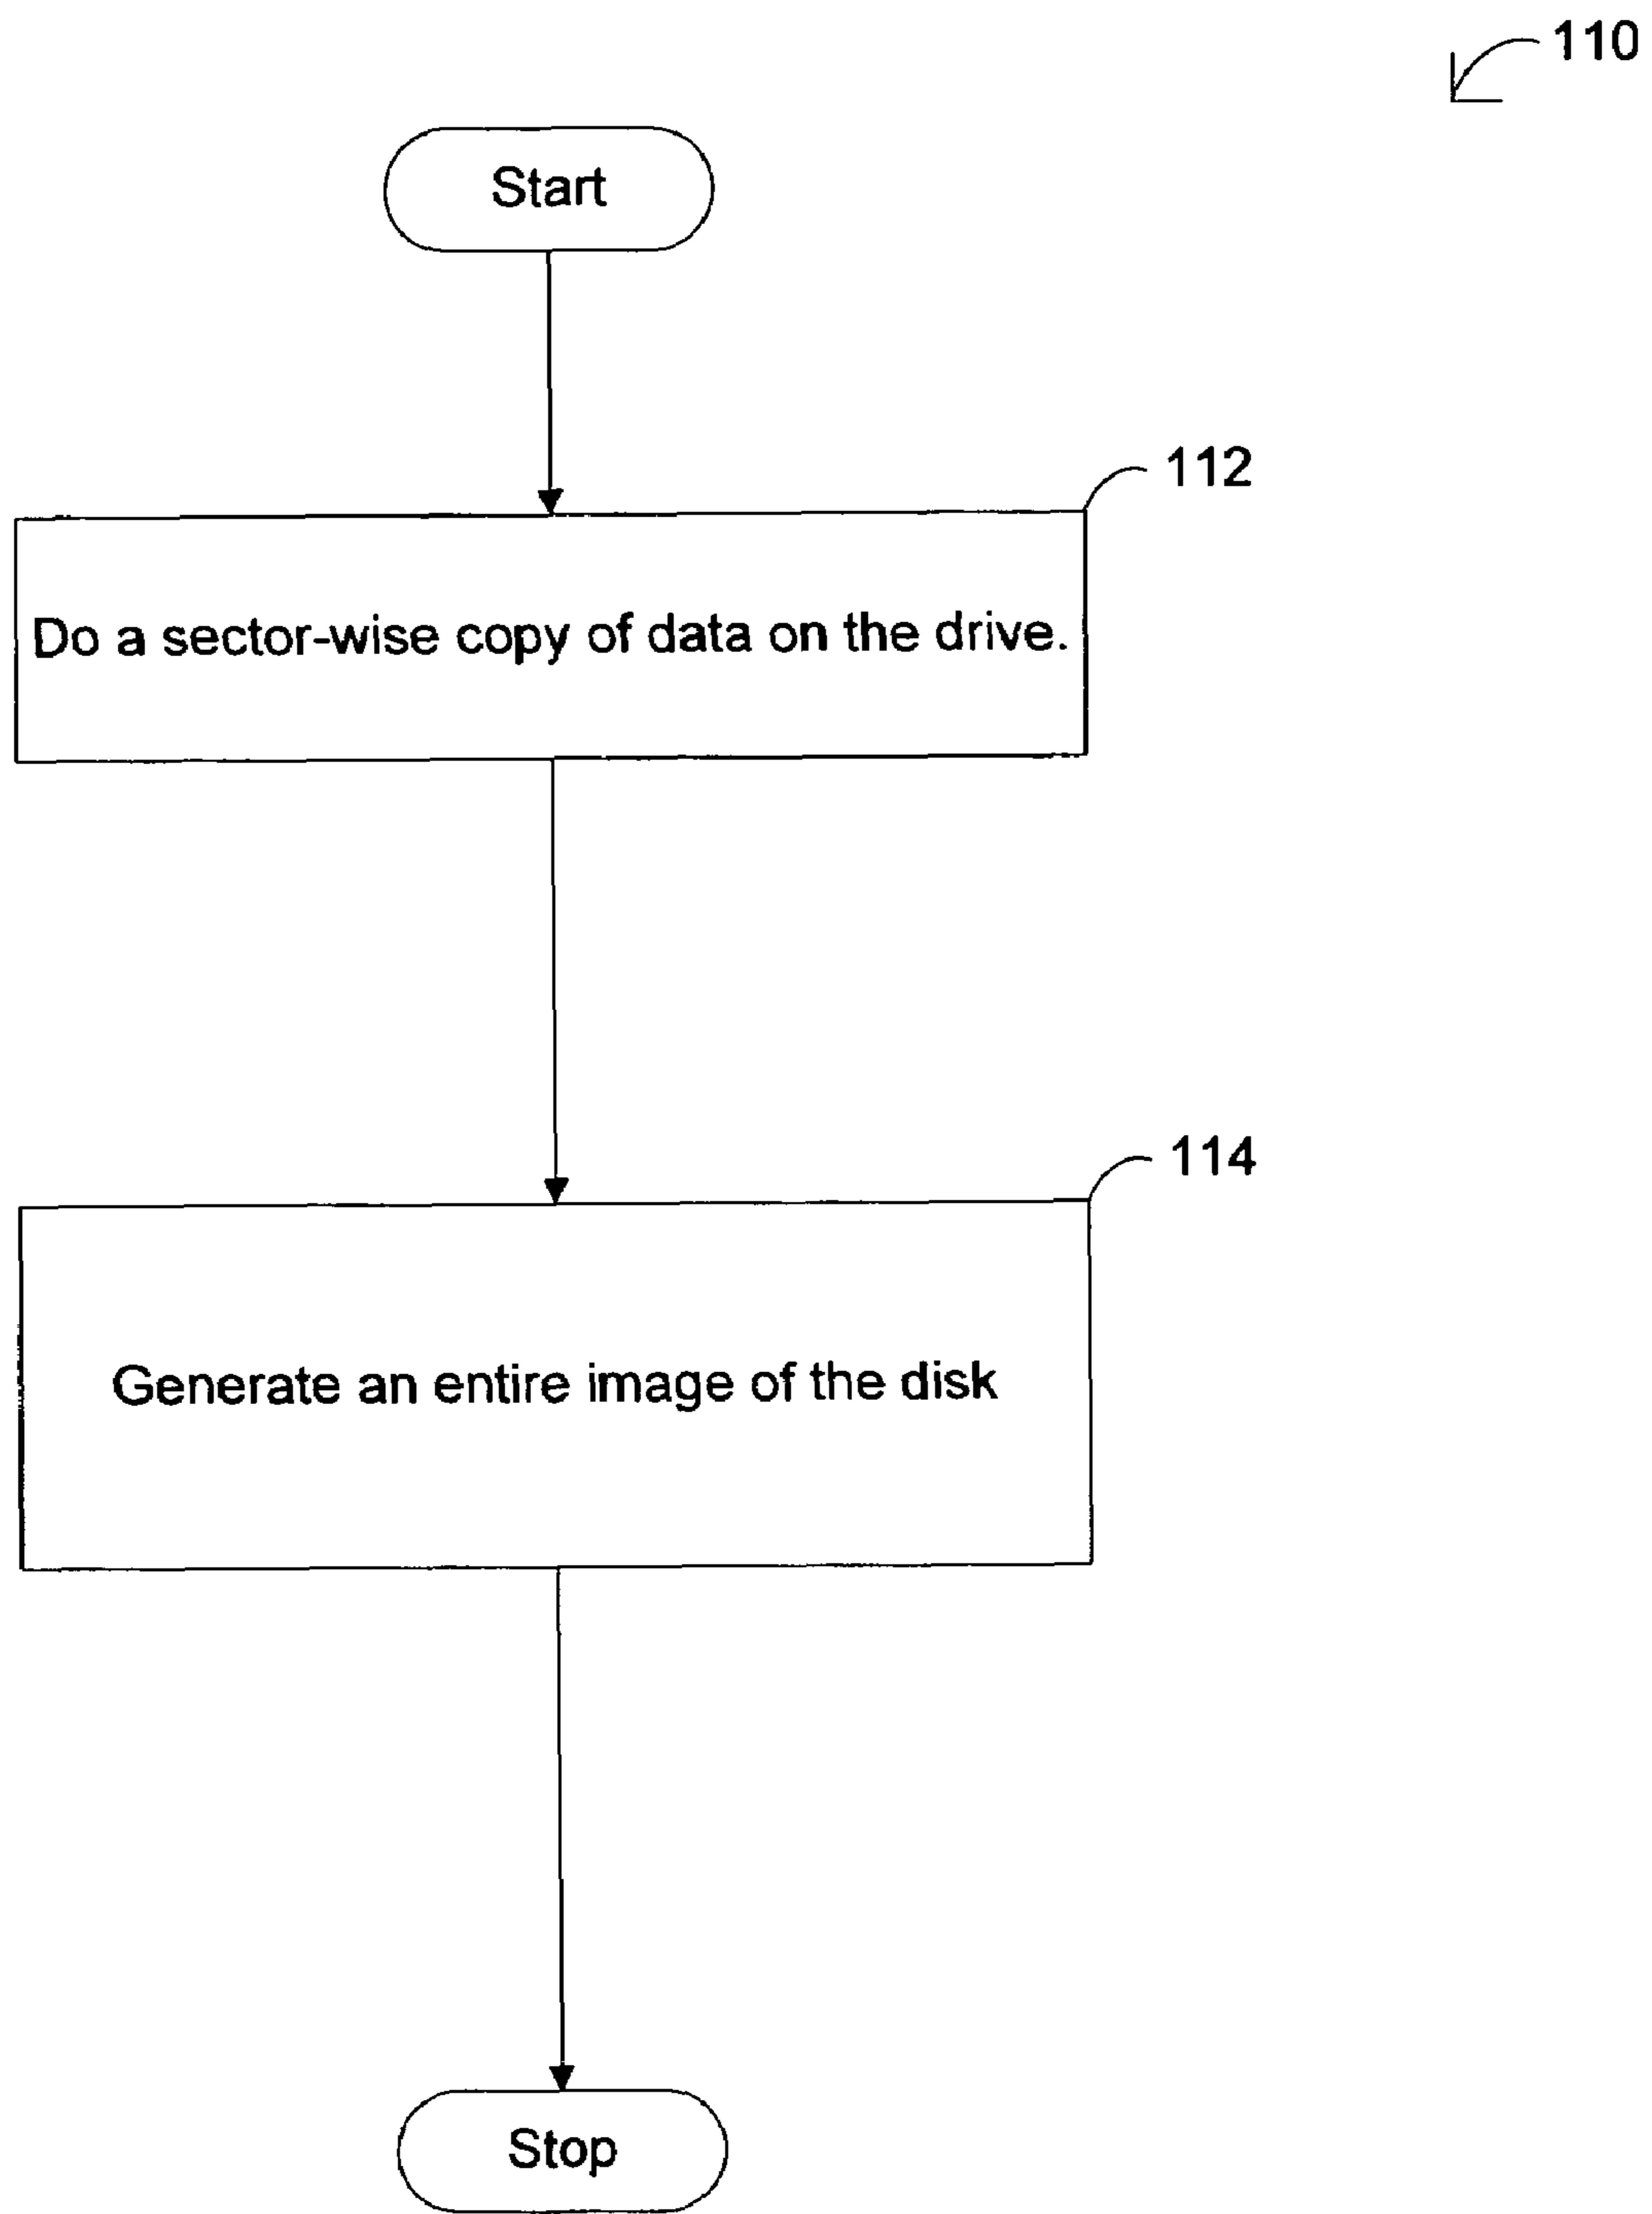 110
Start
112
Do a sector-wise copy of data on the drive.
114
Generate an entire image of the disk
Stop